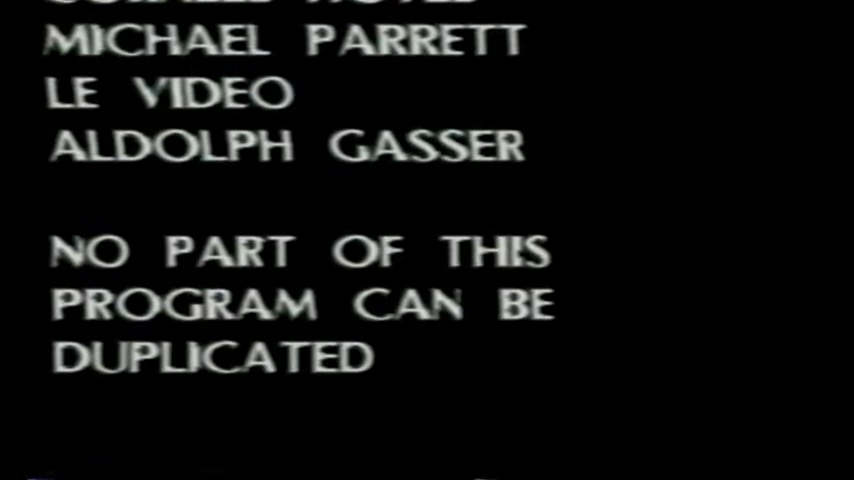 MICHAEL PARRETT
LE VIDEO
ALDOLPH GASSER
NO PART OF THIS
PROGRAM CAN BE
DUPLICATED